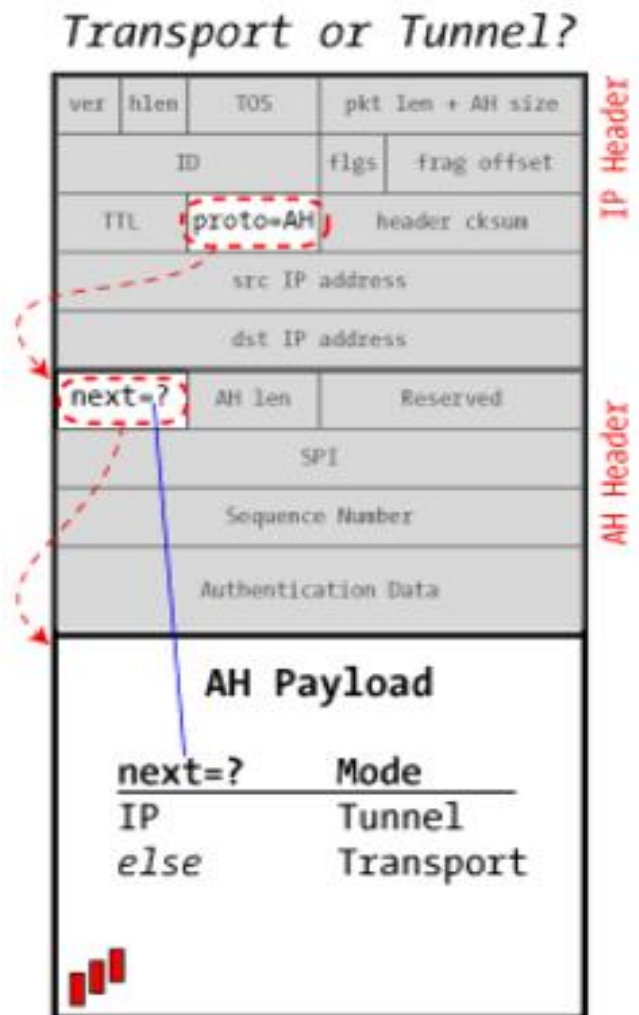 Transport or Tunnel?
ver hlen TOS pkt len + AH size
ID flgs frag offset
TTL proto=AH header cksum
src IP address
dst IP address
IP Header
next=? AH len Reserved
SPI
Sequence Number
Authentication Data
AH Header
AH Payload
next=? Mode
IP Tunnel
else Transport